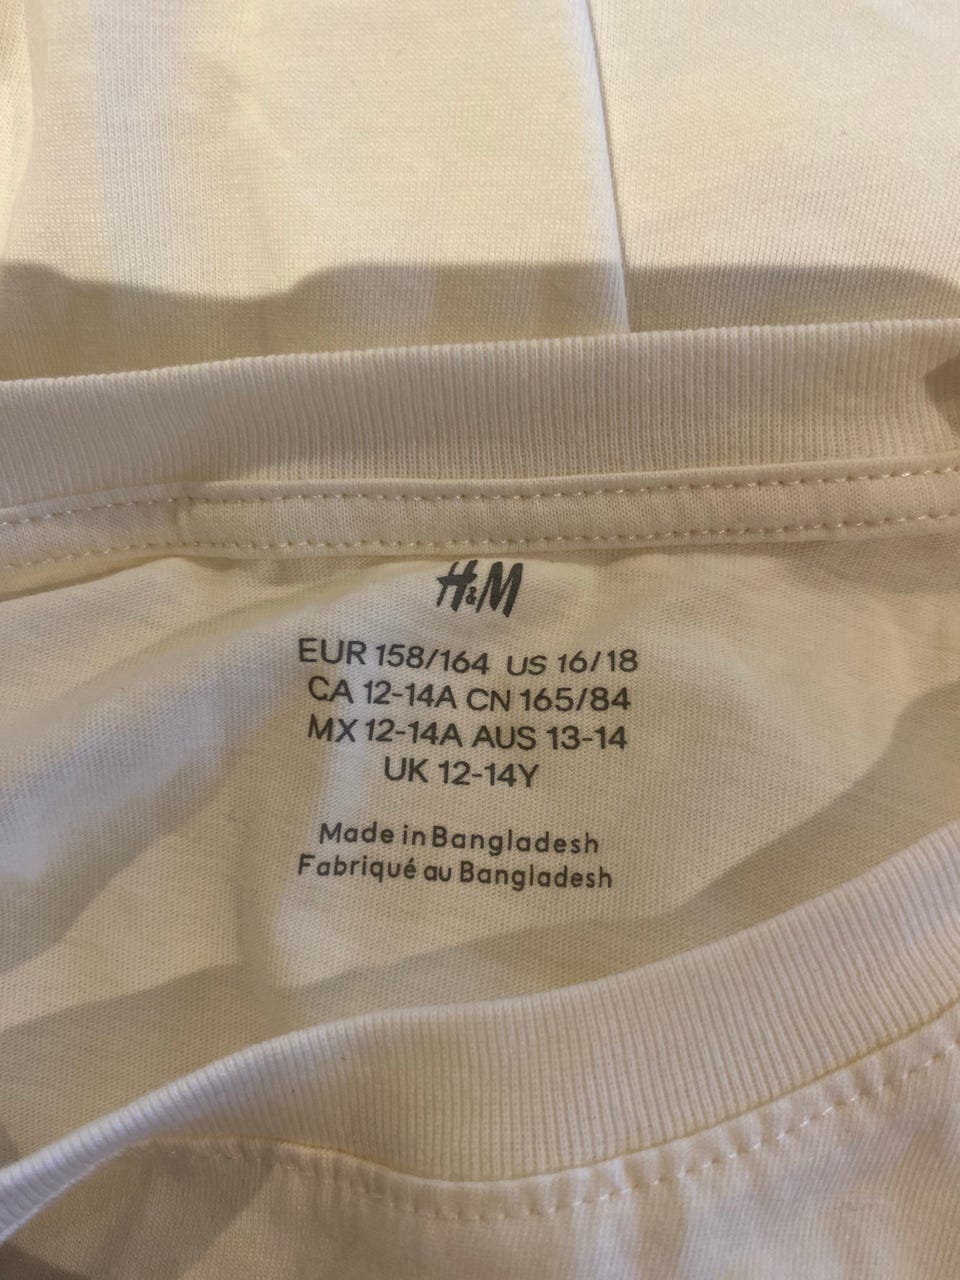 H&M
EUR 158/164 US 16/18
CA 12-14A CN 165/84
MX 12-14A AUS 13-14
UK 12-14Y
Made in Bangladesh
Fabriqué au Bangladesh